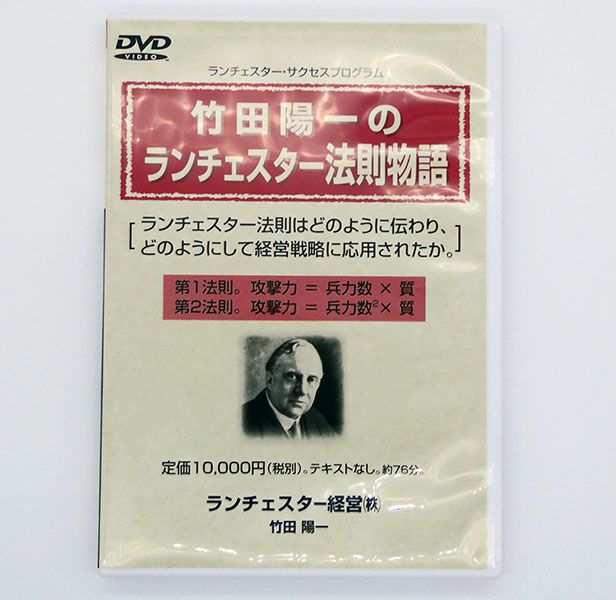 DVD
VIDEO
ランチェスター・サクセスプログラム
竹田陽一の
ランチェスター法則物語
[ランチェスター法則はどのように伝わり、
どのようにして経営戦略に応用されたか。]
第1法則。攻撃力 = 兵力数 × 質
第2法則。攻撃力 = 兵力数²× 質
定価10,000円(税別)。テキストなし。約76分。
ランチェスター経営㈱
竹田 陽一